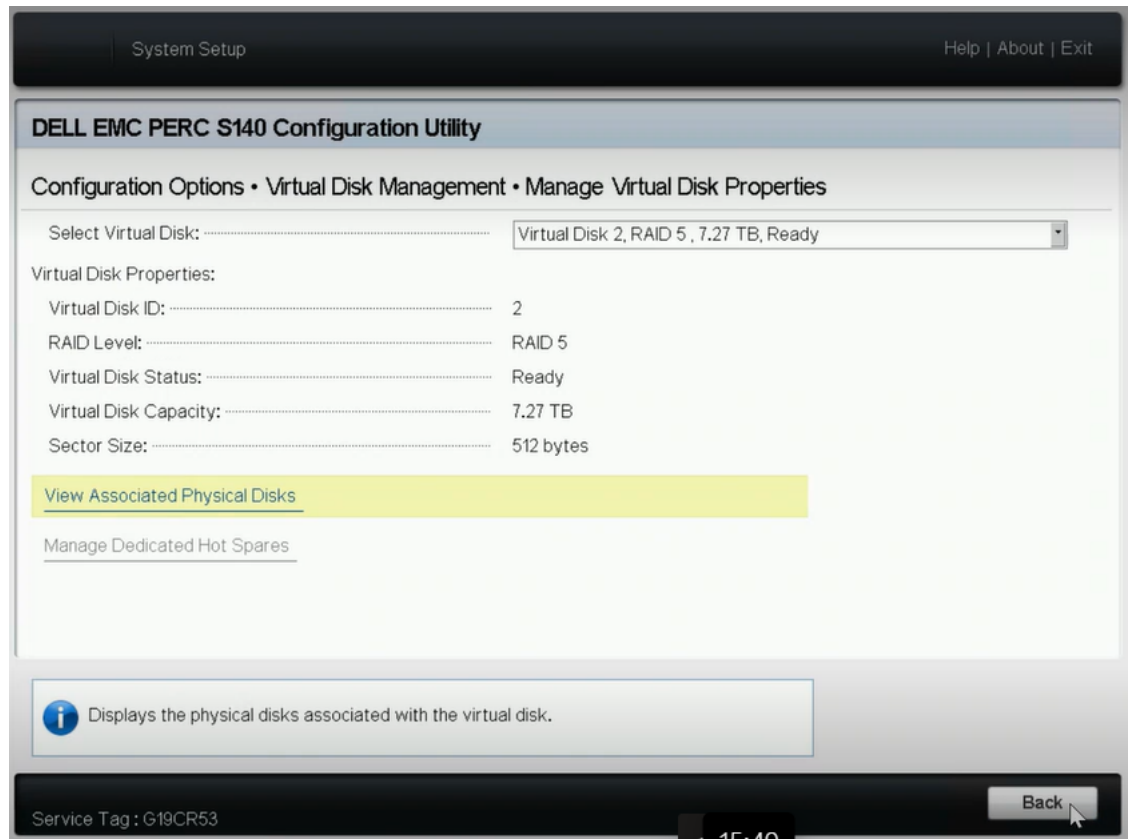 System Setup
Help | About | Exit
DELL EMC PERC S140 Configuration Utility
Configuration Options • Virtual Disk Management • Manage Virtual Disk Properties
Select Virtual Disk: Virtual Disk 2, RAID 5 , 7.27 TB, Ready
Virtual Disk Properties:
Virtual Disk ID: 2
RAID Level: RAID 5
Virtual Disk Status: Ready
Virtual Disk Capacity: 7.27 TB
Sector Size: 512 bytes
View Associated Physical Disks
Manage Dedicated Hot Spares
Displays the physical disks associated with the virtual disk.
Back
Service Tag : G19CR53
15:49